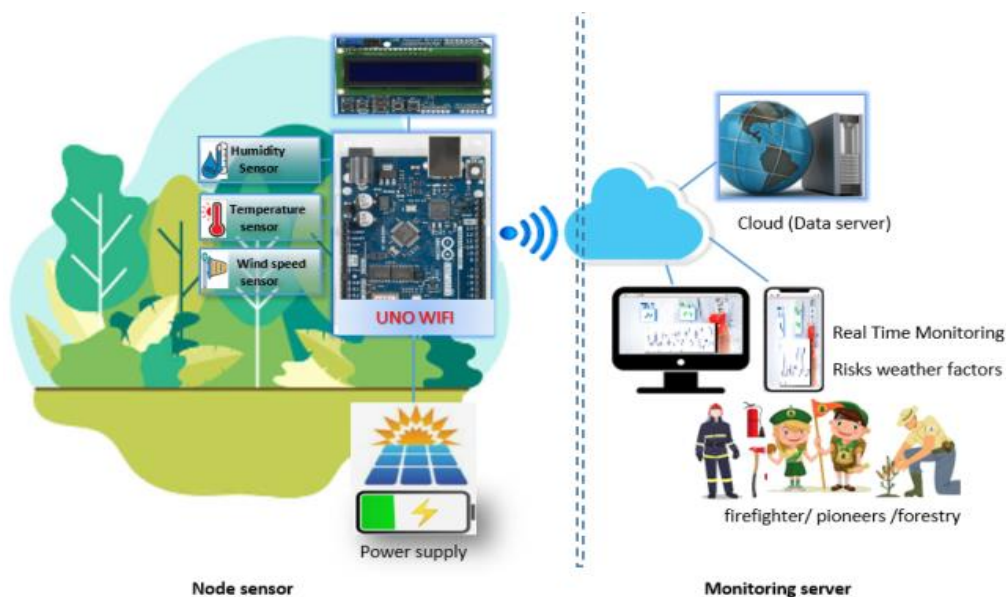 Humidity
Sensor
Temperature
sensor
Wind speed
sensor
ARDUINO
UNO WIFI
Power supply
Node sensor
Cloud (Data server)
Real Time Monitoring
Risks weather factors
firefighter/ pioneers /forestry
Monitoring server